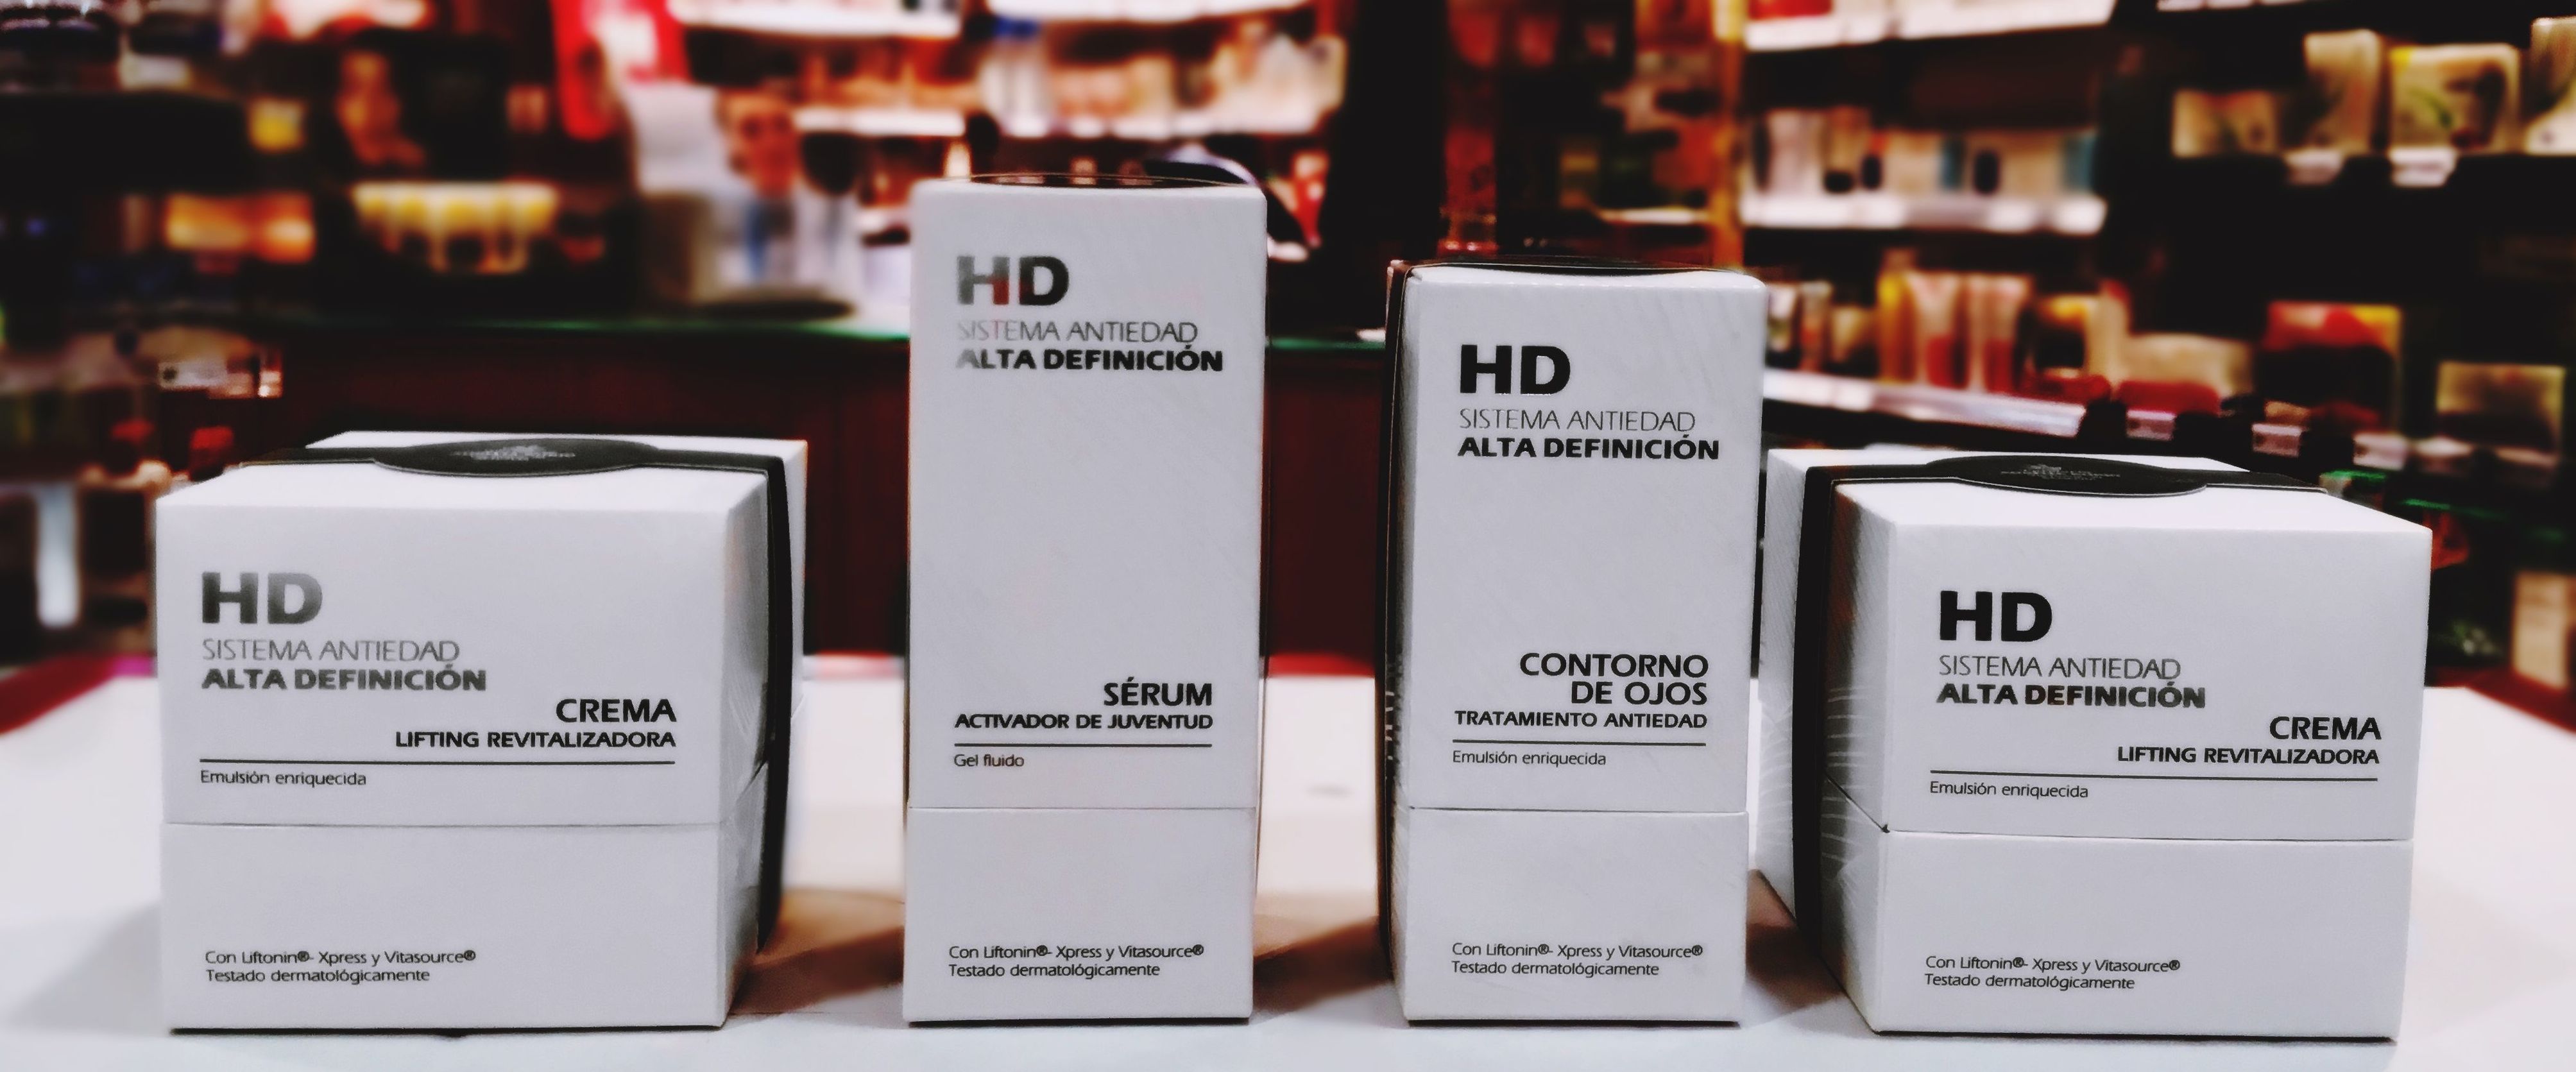 HD
SISTEMA ANTIEDAD
ALTA DEFINICIÓN
CREMA
LIFTING REVITALIZADORA
Emulsión enriquecida
Con Liftonin®- Xpress y Vitasource®
Testado dermatológicamente
HD
SISTEMA ANTIEDAD
ALTA DEFINICIÓN
SÉRUM
ACTIVADOR DE JUVENTUD
Gel fluido
Con Liftonin®- Xpress y Vitasource®
Testado dermatológicamente
HD
SISTEMA ANTIEDAD
ALTA DEFINICIÓN
CONTORNO
DE OJOS
TRATAMIENTO ANTIEDAD
Emulsión enriquecida
Con Liftonin®- Xpress y Vitasource®
Testado dermatológicamente
HD
SISTEMA ANTIEDAD
ALTA DEFINICIÓN
CREMA
LIFTING REVITALIZADORA
Emulsión enriquecida
Con Liftonin®- Xpress y Vitasource®
Testado dermatológicamente